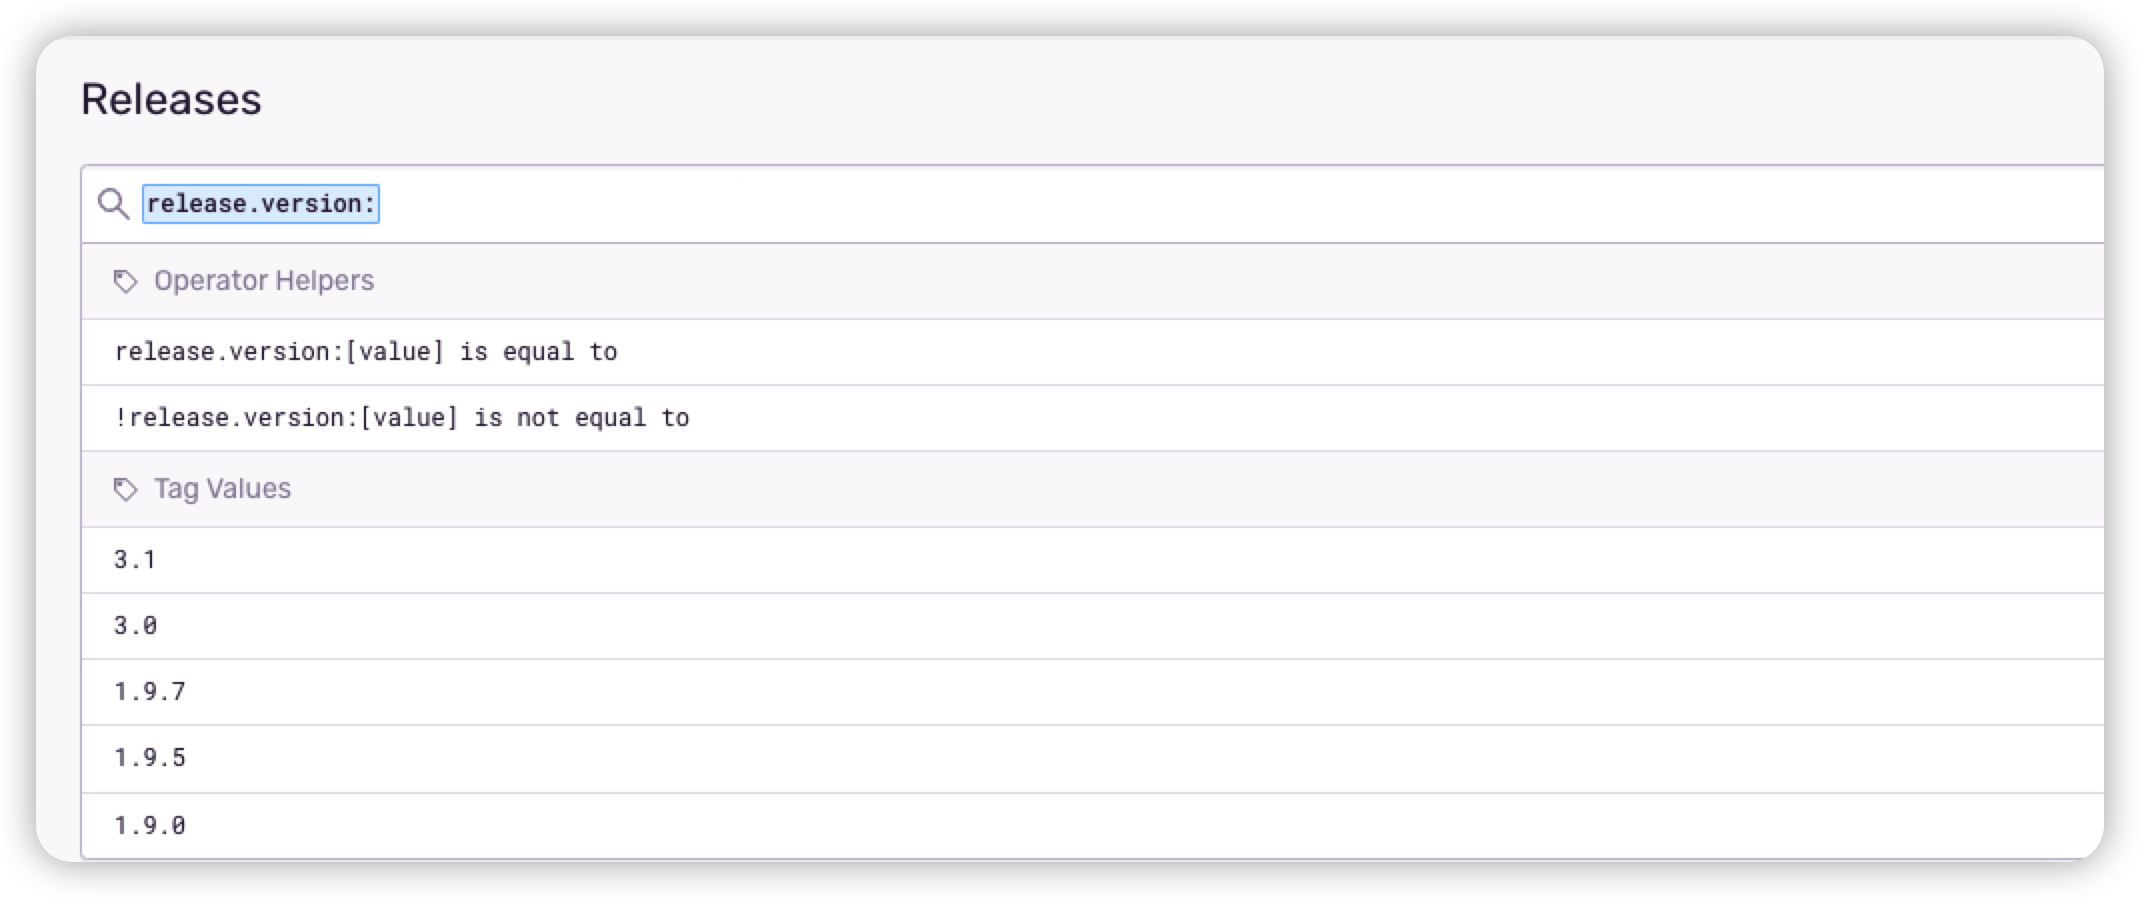 Releases
release.version:
Operator Helpers
release.version:[value] is equal to
!release.version:[value] is not equal to
Tag Values
3.1
3.0
1.9.7
1.9.5
1.9.0